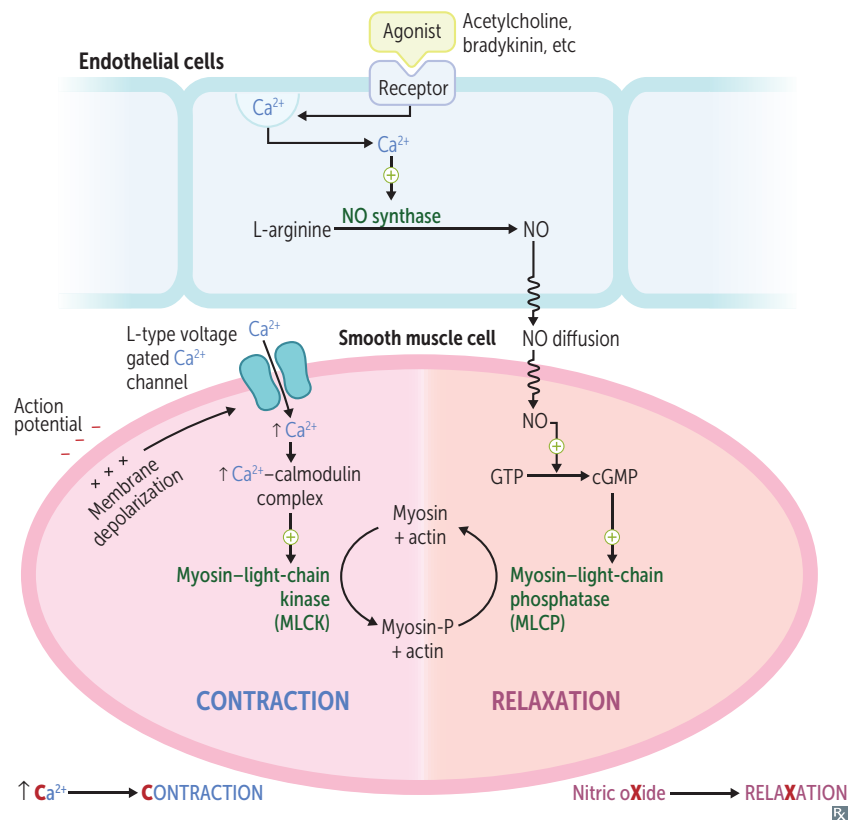 Agonist
Acetylcholine,
bradykinin, etc
Endothelial cells
Receptor
Ca²⁺
Ca²⁺
+
NO synthase
L-arginine
NO
L-type voltage
gated Ca²⁺
channel
Ca²⁺
Smooth muscle cell
NO diffusion
Action
potential
– – –
+ + +
Membrane
depolarization
↑ Ca²⁺
↑ Ca²⁺–calmodulin
complex
+
Myosin–light-chain
kinase
(MLCK)
NO
+
GTP
cGMP
+
Myosin
+ actin
Myosin-P
+ actin
Myosin–light-chain
phosphatase
(MLCP)
CONTRACTION
RELAXATION
↑ Ca²⁺ → CONTRACTION
Nitric oXide → RELAXATION
Rx